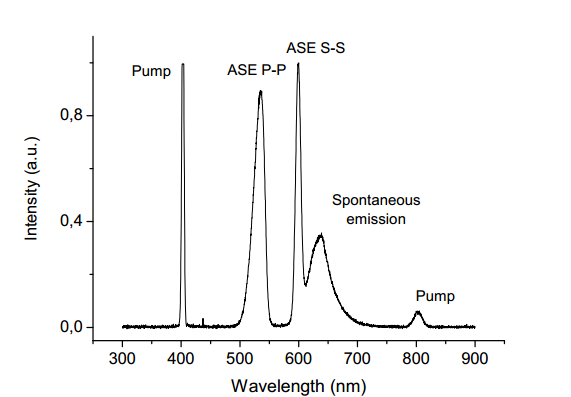 ASE S-S
Pump
ASE P-P
0,8
Intensity (a.u.)
Spontaneous
emission
0,4
Pump
0,0
300 400 500 600 700 800 900
Wavelength (nm)